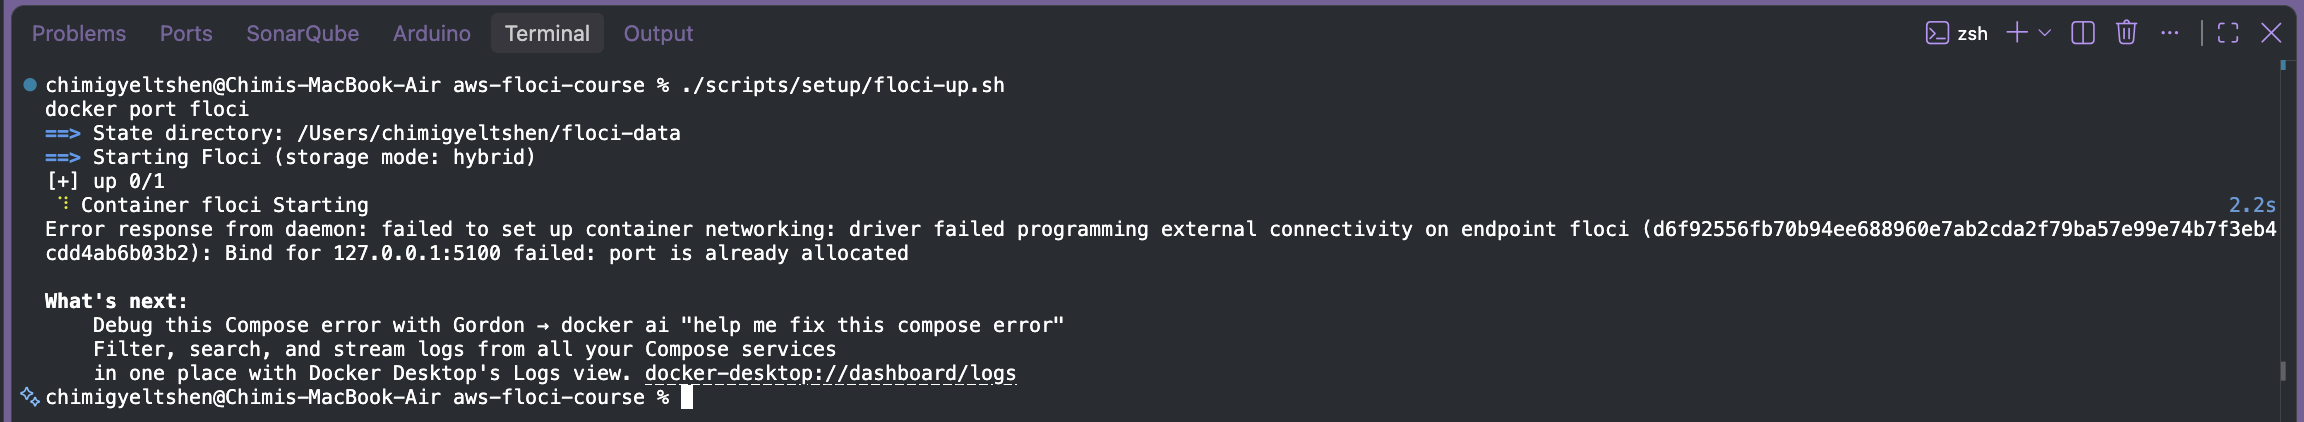 Problems Ports SonarQube Arduino Terminal Output zsh
chimigyeltshen@Chimis-MacBook-Air aws-floci-course % ./scripts/setup/floci-up.sh
docker port floci
==> State directory: /Users/chimigyeltshen/floci-data
==> Starting Floci (storage mode: hybrid)
[+] up 0/1
⠹ Container floci Starting 2.2s
Error response from daemon: failed to set up container networking: driver failed programming external connectivity on endpoint floci (d6f92556fb70b94ee688960e7ab2cda2f79ba57e99e74b7f3eb4
cdd4ab6b03b2): Bind for 127.0.0.1:5100 failed: port is already allocated
What's next:
Debug this Compose error with Gordon → docker ai "help me fix this compose error"
Filter, search, and stream logs from all your Compose services
in one place with Docker Desktop's Logs view. docker-desktop://dashboard/logs
chimigyeltshen@Chimis-MacBook-Air aws-floci-course %